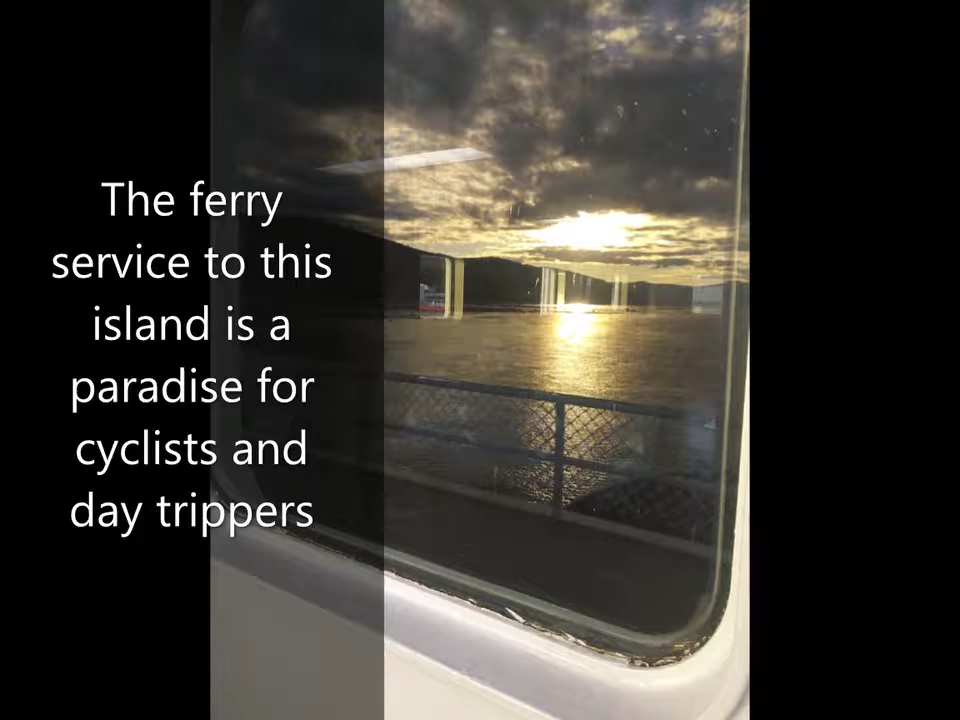 The ferry
service to this
island is a
paradise for
cyclists and
day trippers